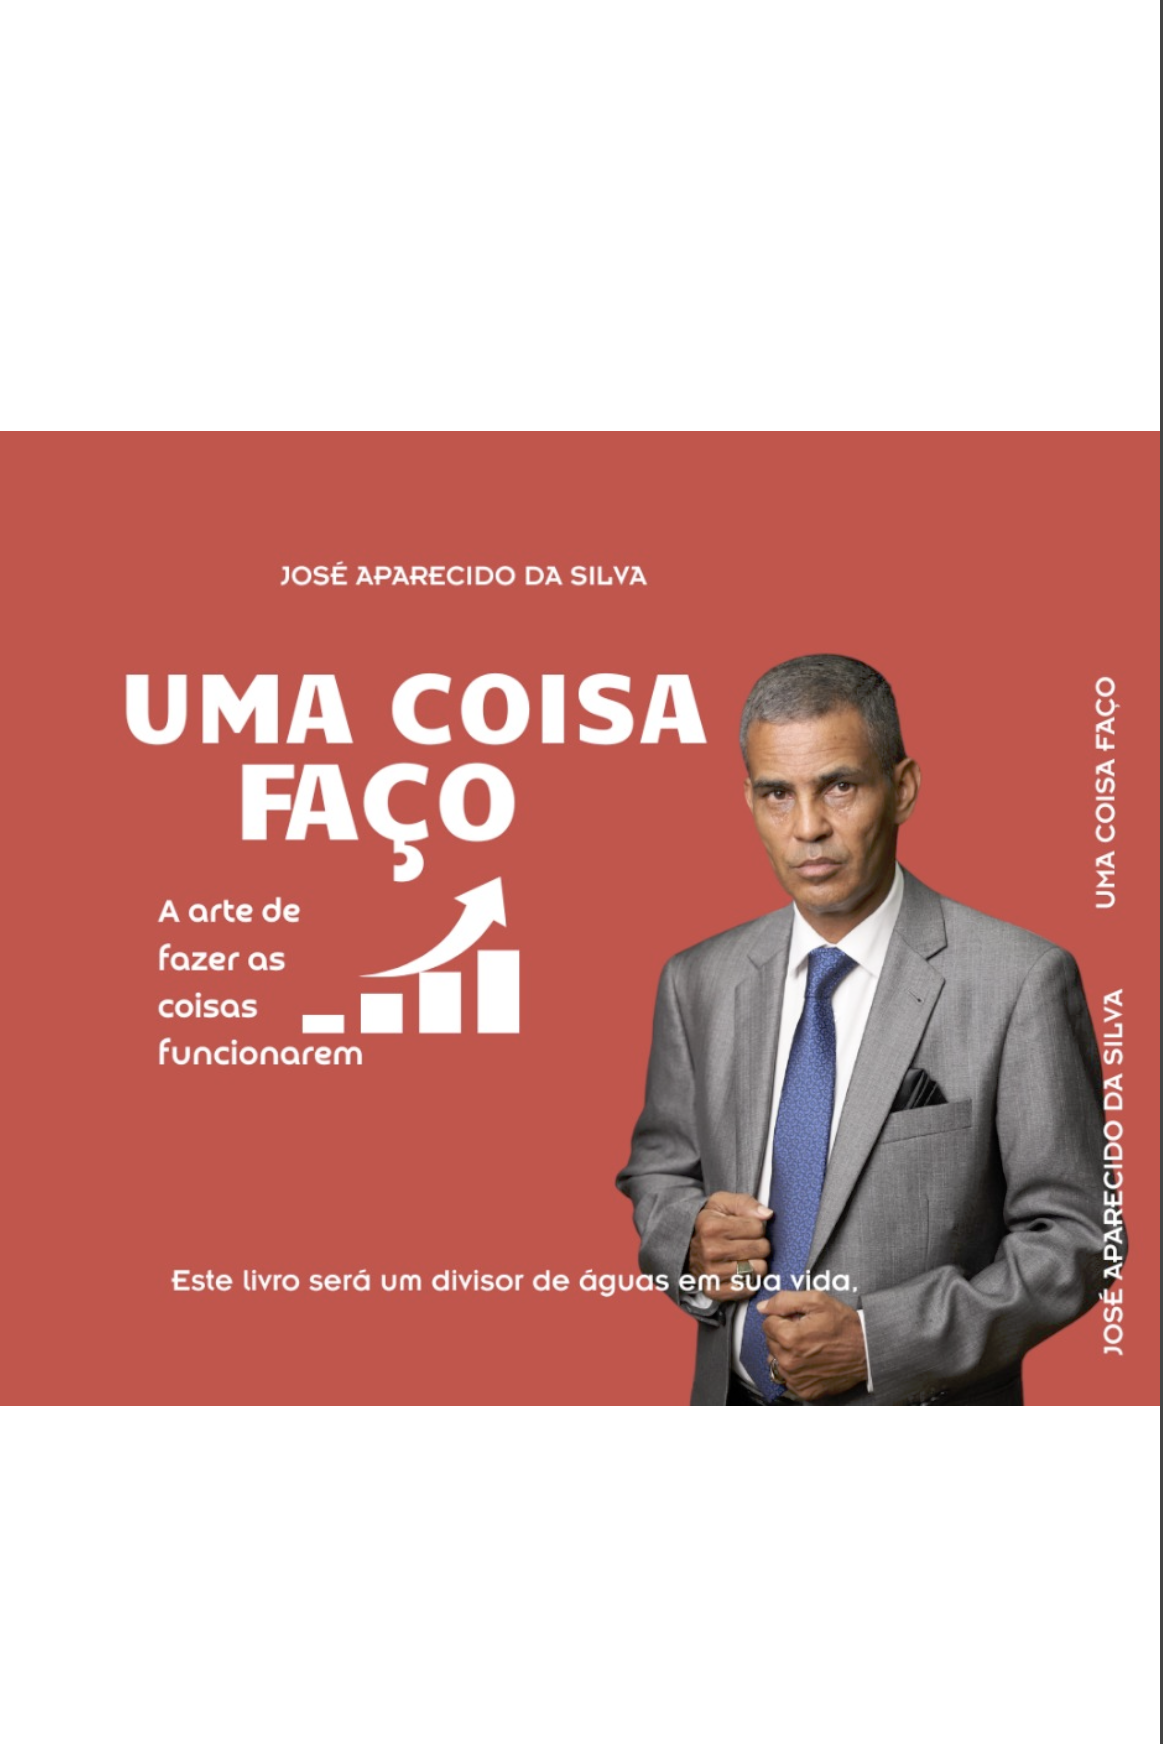 JOSÉ APARECIDO DA SILVA
UMA COISA
FAÇO
A arte de
fazer as
coisas
funcionarem
Este livro será um divisor de águas em sua vida.
UMA COISA FAÇO
JOSÉ APARECIDO DA SILVA